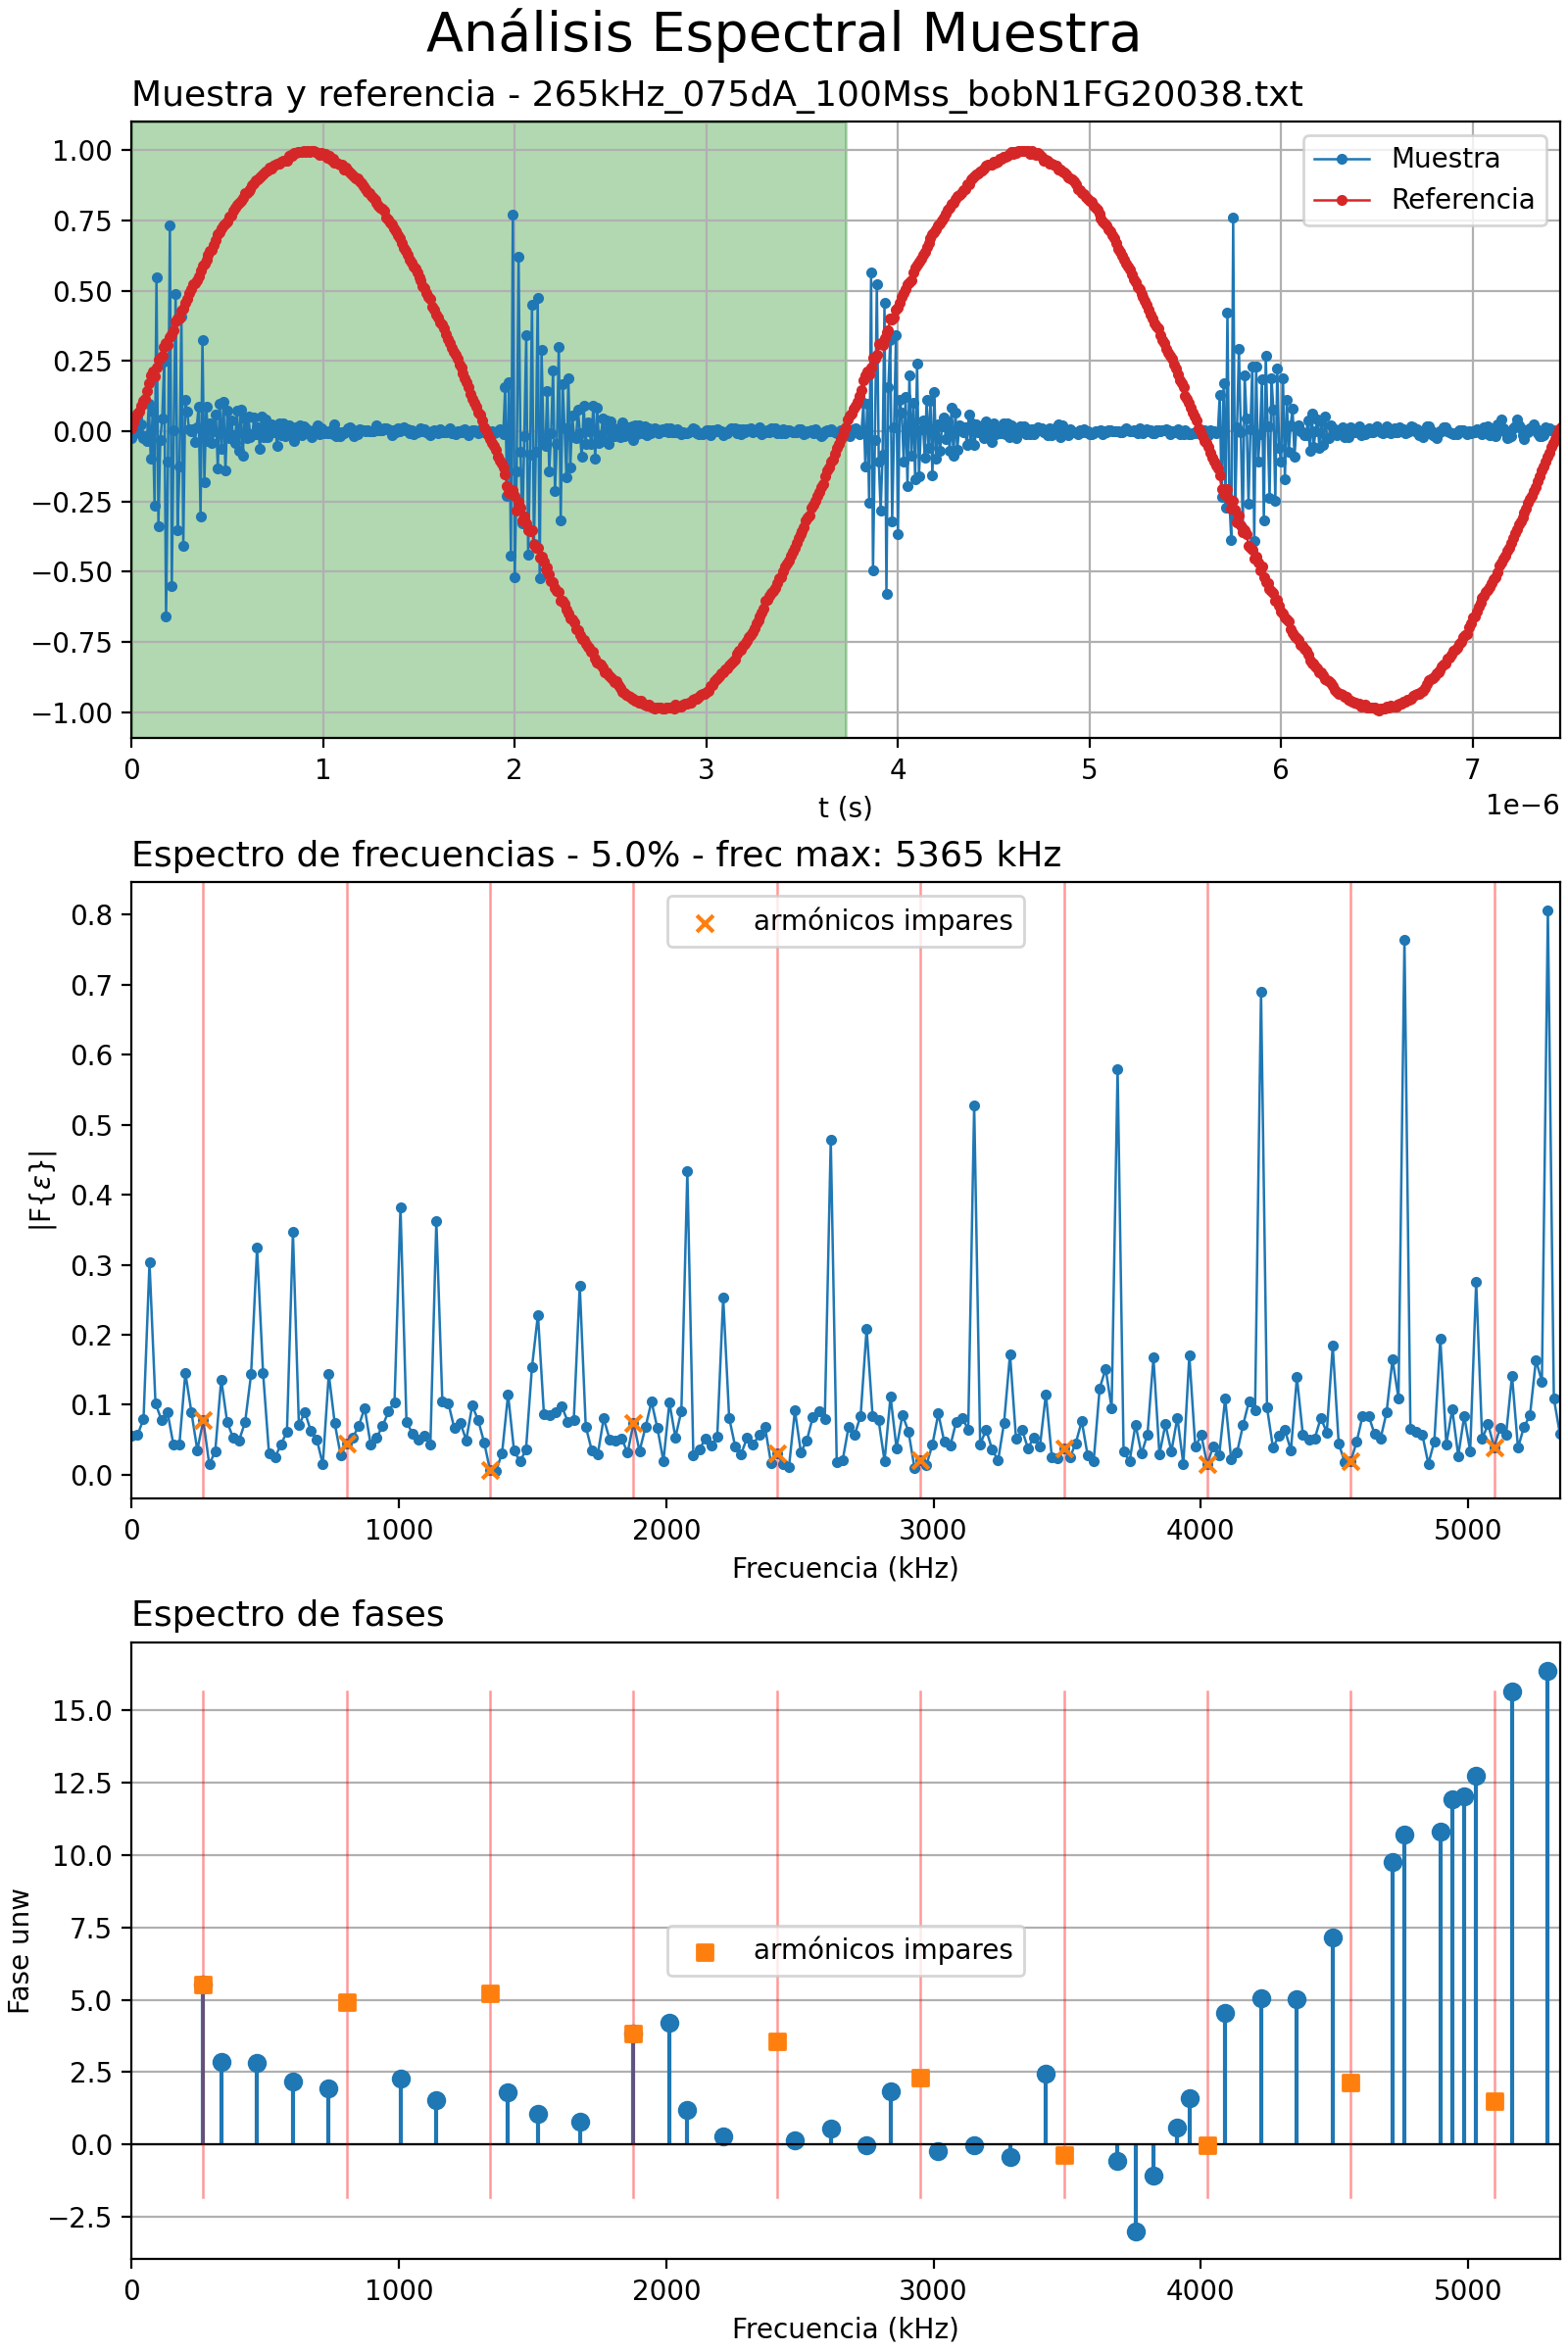 Análisis Espectral Muestra
Muestra y referencia - 265kHz_075dA_100Mss_bobN1FG20038.txt
1.00
0.75
0.50
0.25
0.00
−0.25
−0.50
−0.75
−1.00
Muestra
Referencia
0 1 2 3 4 5 6 7
t (s)
1e−6
Espectro de frecuencias - 5.0% - frec max: 5365 kHz
|F{ε}|
0.8
0.7
0.6
0.5
0.4
0.3
0.2
0.1
0.0
armónicos impares
0 1000 2000 3000 4000 5000
Frecuencia (kHz)
Espectro de fases
Fase unw
15.0
12.5
10.0
7.5
5.0
2.5
0.0
−2.5
armónicos impares
0 1000 2000 3000 4000 5000
Frecuencia (kHz)